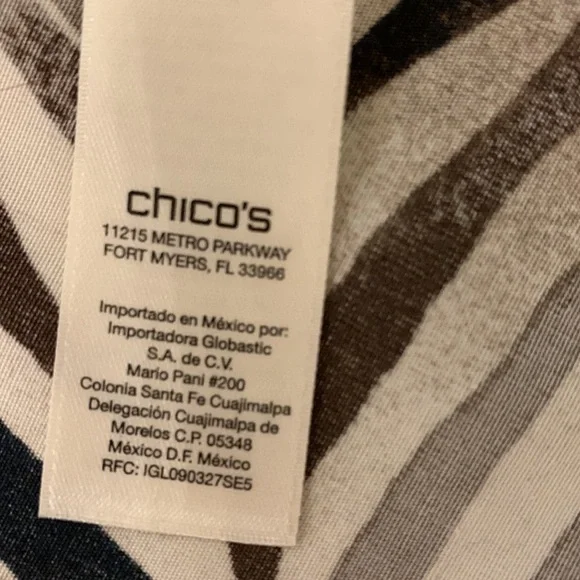 chico's
11215 METRO PARKWAY
FORT MYERS, FL 33966
Importado en México por:
Importadora Globastic
S.A. de C.V.
Mario Pani #200
Colonia Santa Fe Cuajimalpa
Delegación Cuajimalpa de
Morelos C.P. 05348
México D.F. México
RFC: IGL090327SE5